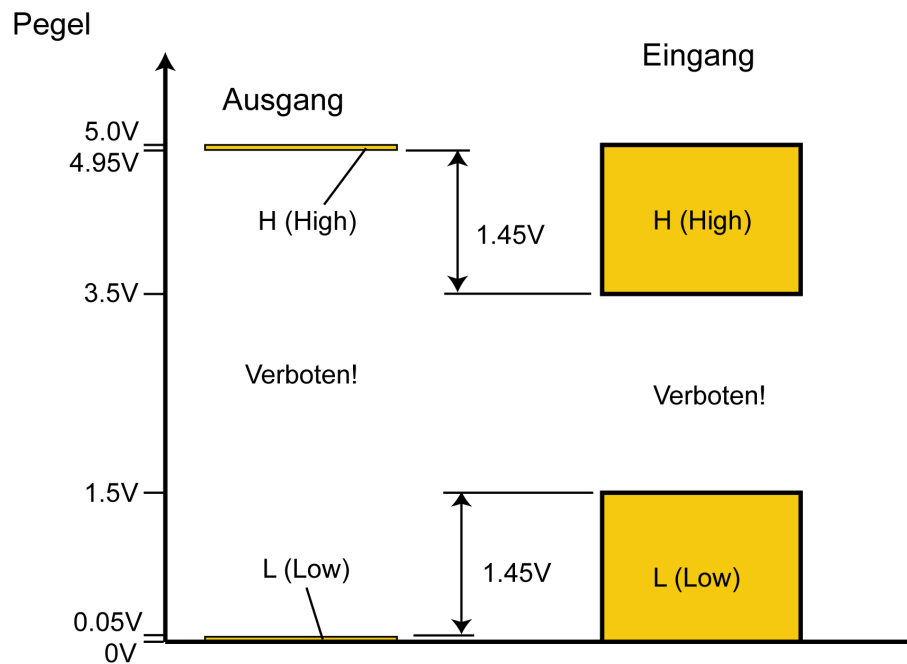 Pegel
Eingang
Ausgang
5.0V
4.95V
H (High)
H (High)
1.45V
3.5V
Verboten!
Verboten!
1.5V
L (Low)
1.45V
L (Low)
0.05V
0V